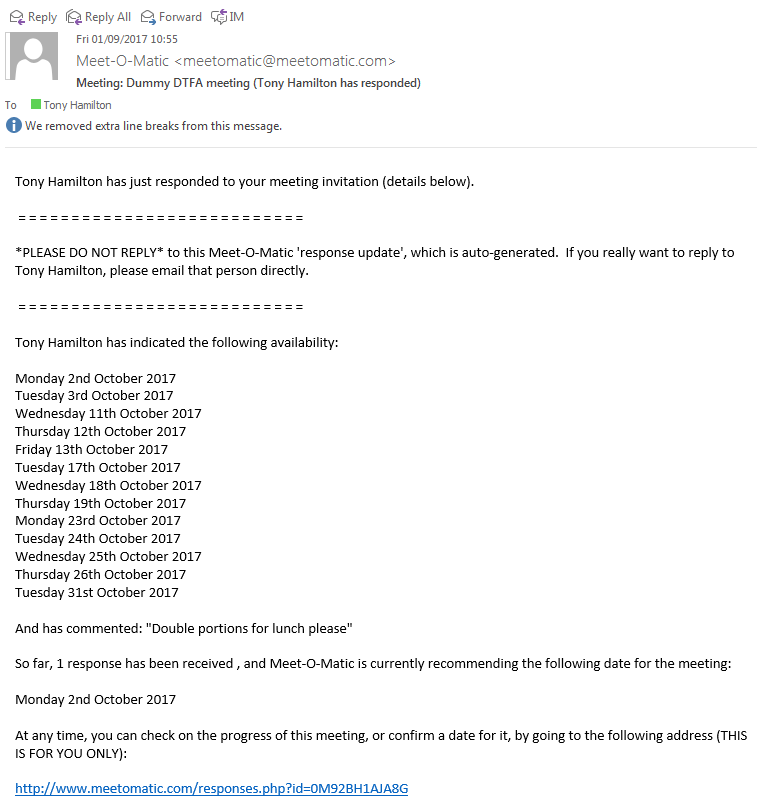 Reply Reply All Forward IM
Fri 01/09/2017 10:55
Meet-O-Matic <meetomatic@meetomatic.com>
Meeting: Dummy DTFA meeting (Tony Hamilton has responded)
To Tony Hamilton
We removed extra line breaks from this message.
Tony Hamilton has just responded to your meeting invitation (details below).
= = = = = = = = = = = = = = = = = = = = = = = = = = =
*PLEASE DO NOT REPLY* to this Meet-O-Matic 'response update', which is auto-generated.  If you really want to reply to
Tony Hamilton, please email that person directly.
= = = = = = = = = = = = = = = = = = = = = = = = = = =
Tony Hamilton has indicated the following availability:
Monday 2nd October 2017
Tuesday 3rd October 2017
Wednesday 11th October 2017
Thursday 12th October 2017
Friday 13th October 2017
Tuesday 17th October 2017
Wednesday 18th October 2017
Thursday 19th October 2017
Monday 23rd October 2017
Tuesday 24th October 2017
Wednesday 25th October 2017
Thursday 26th October 2017
Tuesday 31st October 2017
And has commented: "Double portions for lunch please"
So far, 1 response has been received , and Meet-O-Matic is currently recommending the following date for the meeting:
Monday 2nd October 2017
At any time, you can check on the progress of this meeting, or confirm a date for it, by going to the following address (THIS
IS FOR YOU ONLY):
http://www.meetomatic.com/responses.php?id=0M92BH1AJA8G